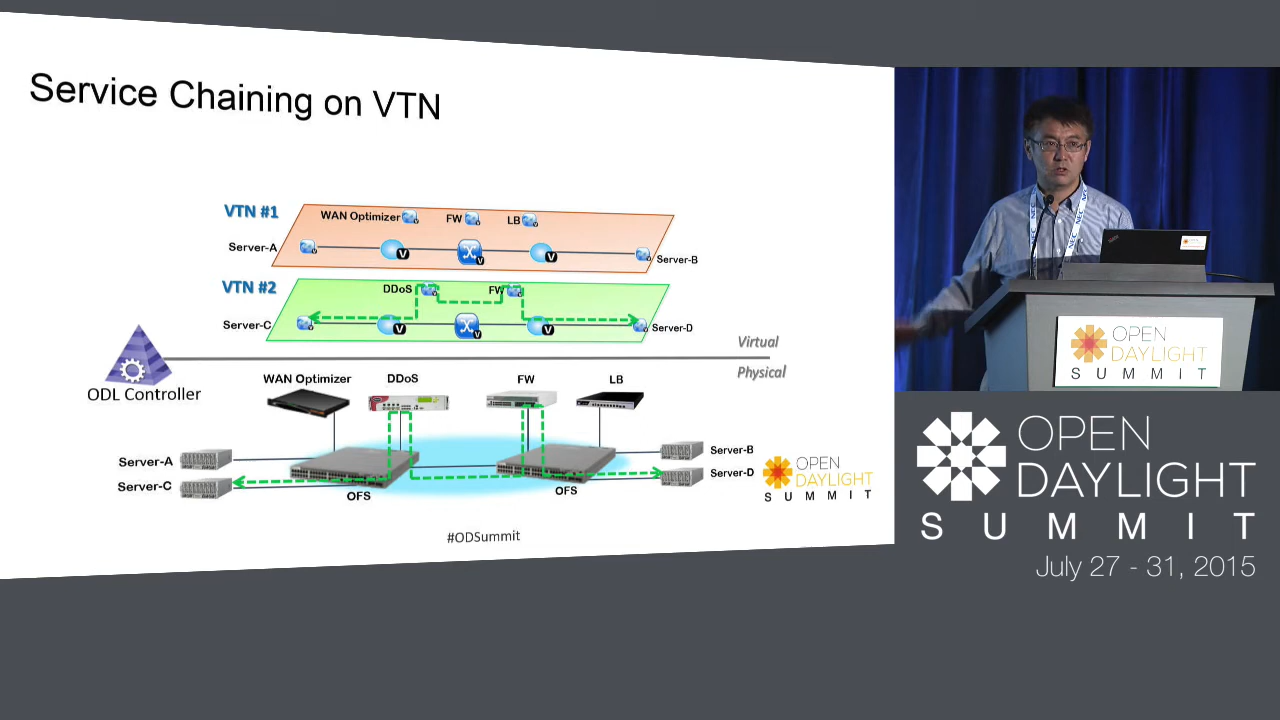 Service Chaining on VTN
VTN #1
WAN Optimizer
V
FW
V
LB
V
Server-A
V
V
V
V
V
Server-B
VTN #2
DDoS
V
FW
V
Server-C
V
V
V
V
V
Server-D
Virtual
Physical
ODL Controller
WAN Optimizer
DDoS
FW
LB
Server-A
Server-C
OFS
OFS
Server-B
Server-D
OPEN
DAYLIGHT
SUMMIT
#ODSummit
NEC
OPEN
DAYLIGHT
SUMMIT
OPEN
DAYLIGHT
SUMMIT
July 27 - 31, 2015